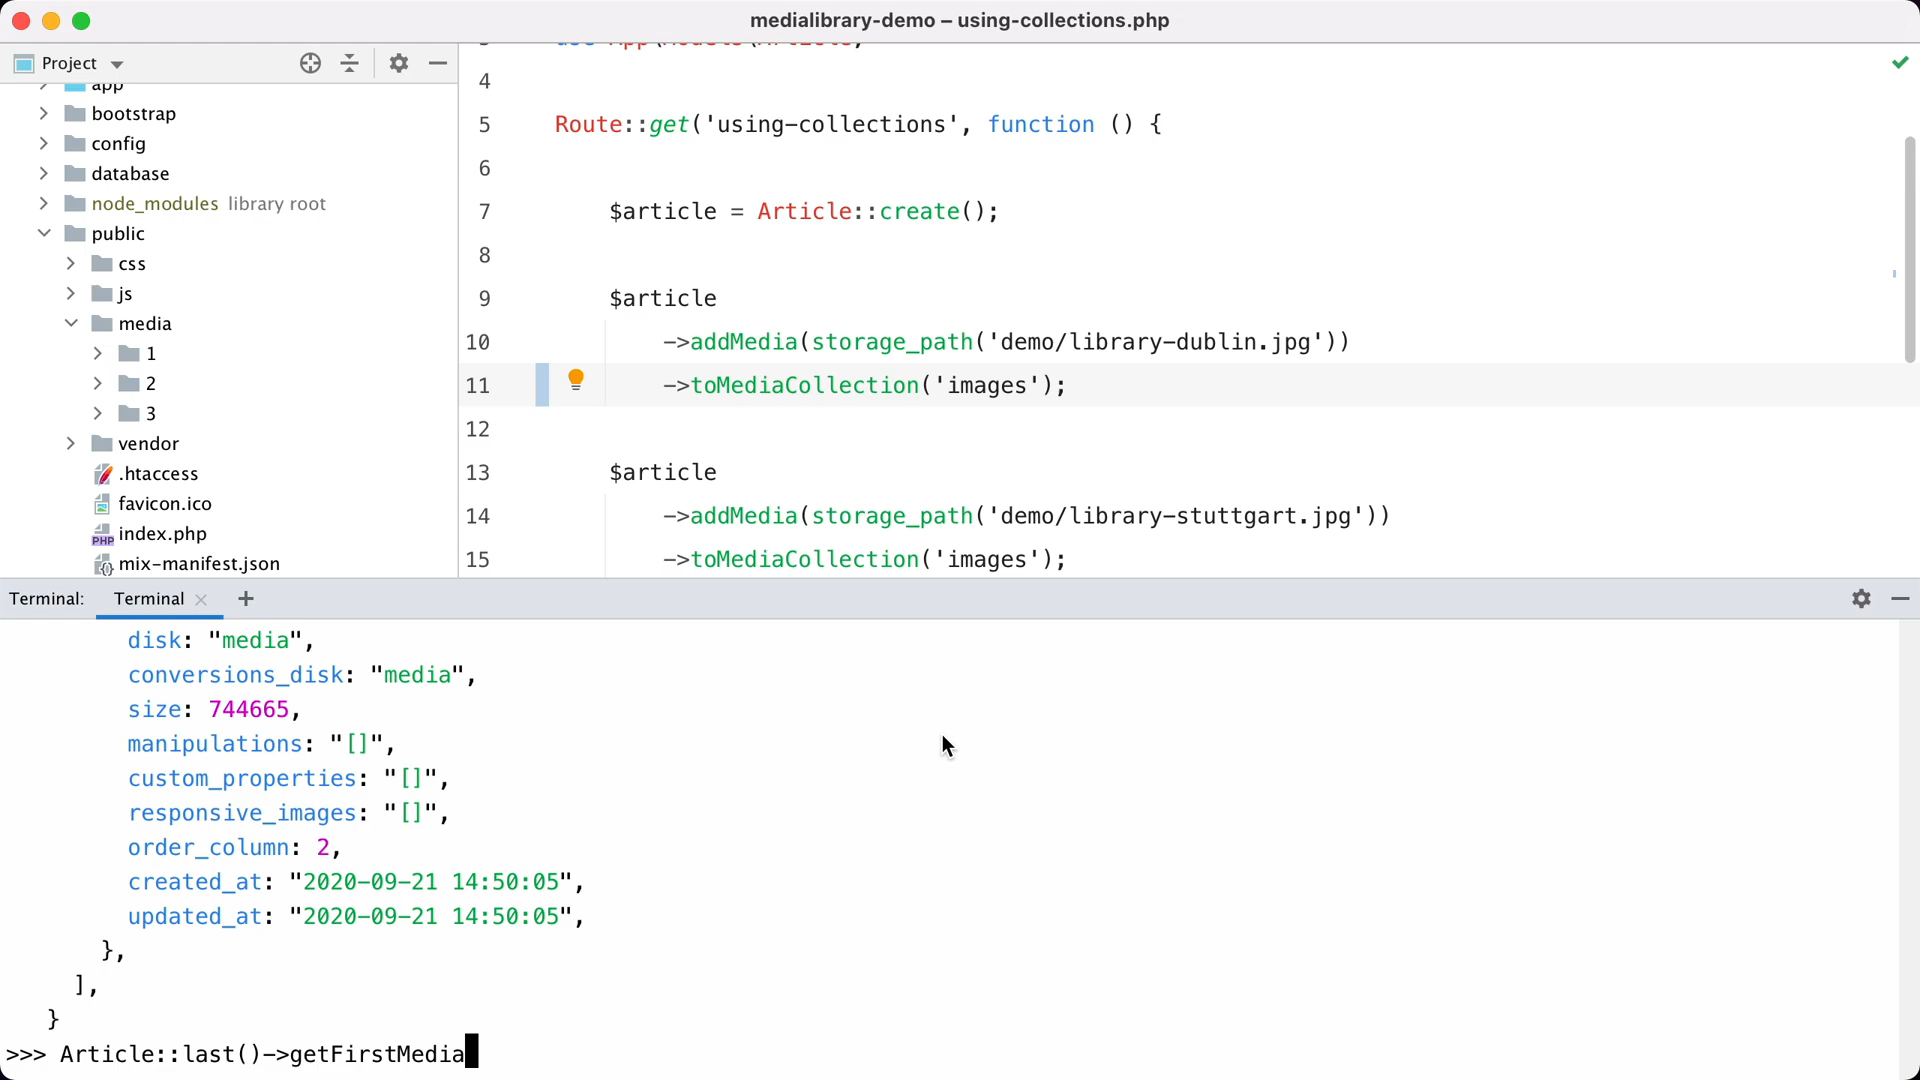 medialibrary-demo – using-collections.php
Project
app
bootstrap
config
database
node_modules library root
public
css
js
media
1
2
3
vendor
.htaccess
favicon.ico
index.php
mix-manifest.json
4
5 Route::get('using-collections', function () {
6
7 $article = Article::create();
8
9 $article
10 ->addMedia(storage_path('demo/library-dublin.jpg'))
11 ->toMediaCollection('images');
12
13 $article
14 ->addMedia(storage_path('demo/library-stuttgart.jpg'))
15 ->toMediaCollection('images');
Terminal: Terminal
disk: "media",
conversions_disk: "media",
size: 744665,
manipulations: "[]",
custom_properties: "[]",
responsive_images: "[]",
order_column: 2,
created_at: "2020-09-21 14:50:05",
updated_at: "2020-09-21 14:50:05",
},
],
}
>>> Article::last()->getFirstMedia